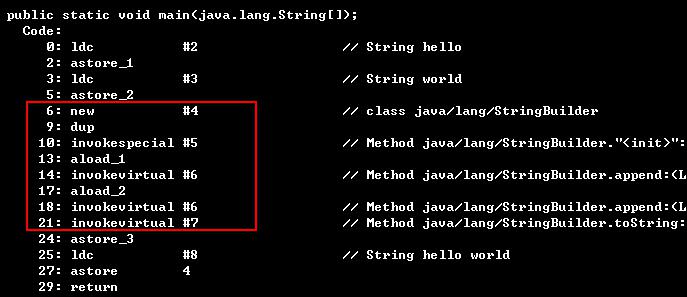 public static void main(java.lang.String[]);
Code:
0: ldc #2 // String hello
2: astore_1
3: ldc #3 // String world
5: astore_2
6: new #4 // class java/lang/StringBuilder
9: dup
10: invokespecial #5 // Method java/lang/StringBuilder."<init>":
13: aload_1
14: invokevirtual #6 // Method java/lang/StringBuilder.append:(L
17: aload_2
18: invokevirtual #6 // Method java/lang/StringBuilder.append:(L
21: invokevirtual #7 // Method java/lang/StringBuilder.toString:
24: astore_3
25: ldc #8 // String hello world
27: astore 4
29: return